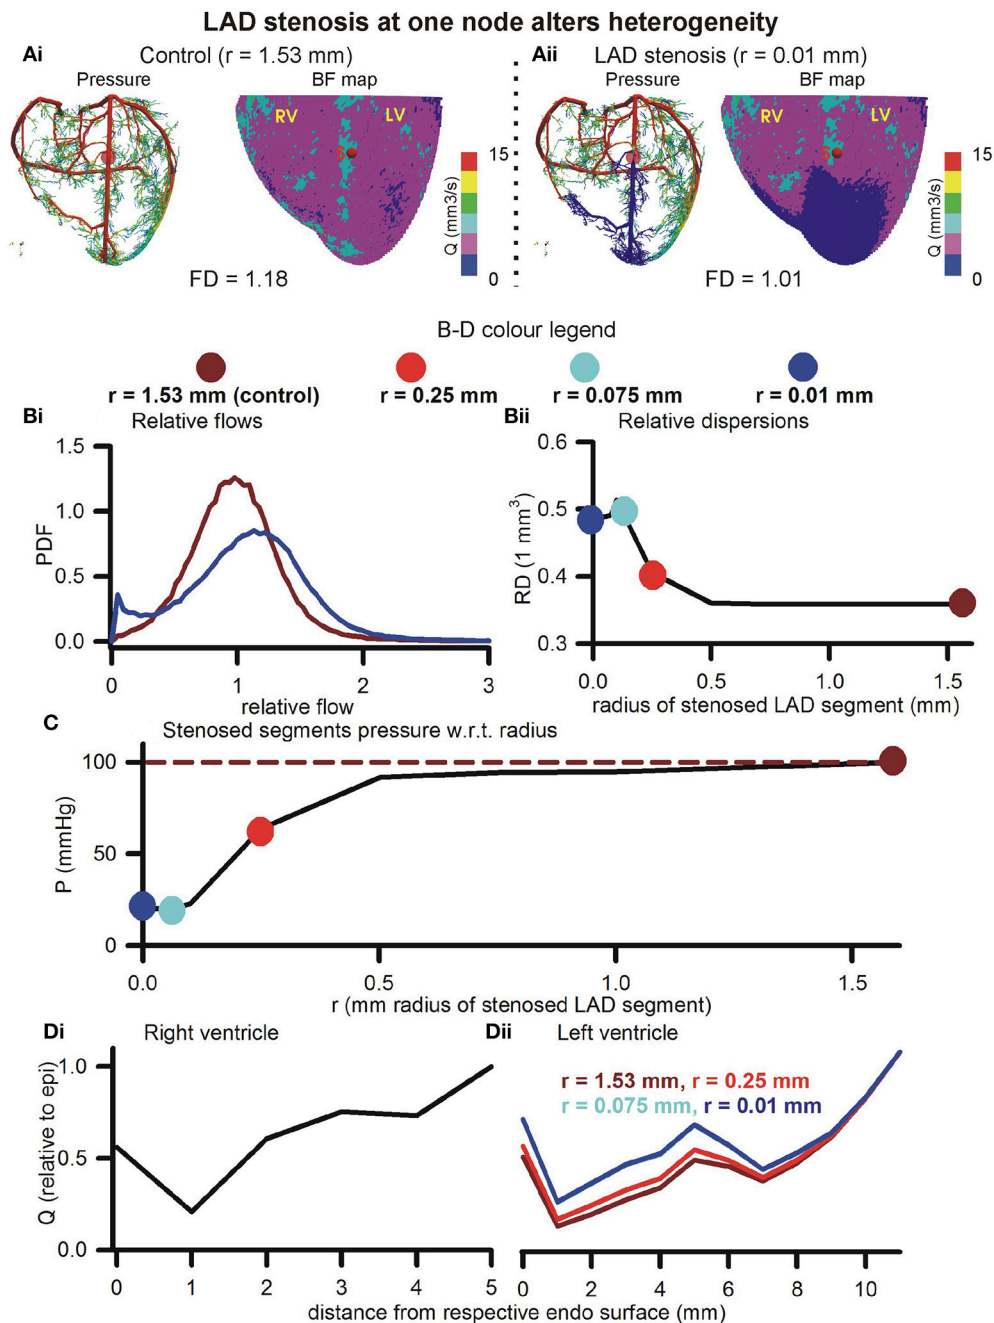 LAD stenosis at one node alters heterogeneity
Ai
Control (r = 1.53 mm)
Pressure
BF map
RV
LV
15
Q (mm3/s)
0
FD = 1.18
Aii
LAD stenosis (r = 0.01 mm)
Pressure
BF map
RV
LV
15
Q (mm3/s)
0
FD = 1.01
B-D colour legend
r = 1.53 mm (control)
r = 0.25 mm
r = 0.075 mm
r = 0.01 mm
Bi
Relative flows
1.5
1.0
0.5
0.0
PDF
0
1
2
3
relative flow
Bii
Relative dispersions
0.6
0.5
0.4
0.3
RD (1 mm³)
0.0
0.5
1.0
1.5
radius of stenosed LAD segment (mm)
C
Stenosed segments pressure w.r.t. radius
100
50
0
P (mmHg)
0.0
0.5
1.0
1.5
r (mm radius of stenosed LAD segment)
Di
Right ventricle
1.0
0.5
0.0
Q (relative to epi)
0
1
2
3
4
5
Dii
Left ventricle
r = 1.53 mm, r = 0.25 mm
r = 0.075 mm, r = 0.01 mm
0
2
4
6
8
10
distance from respective endo surface (mm)